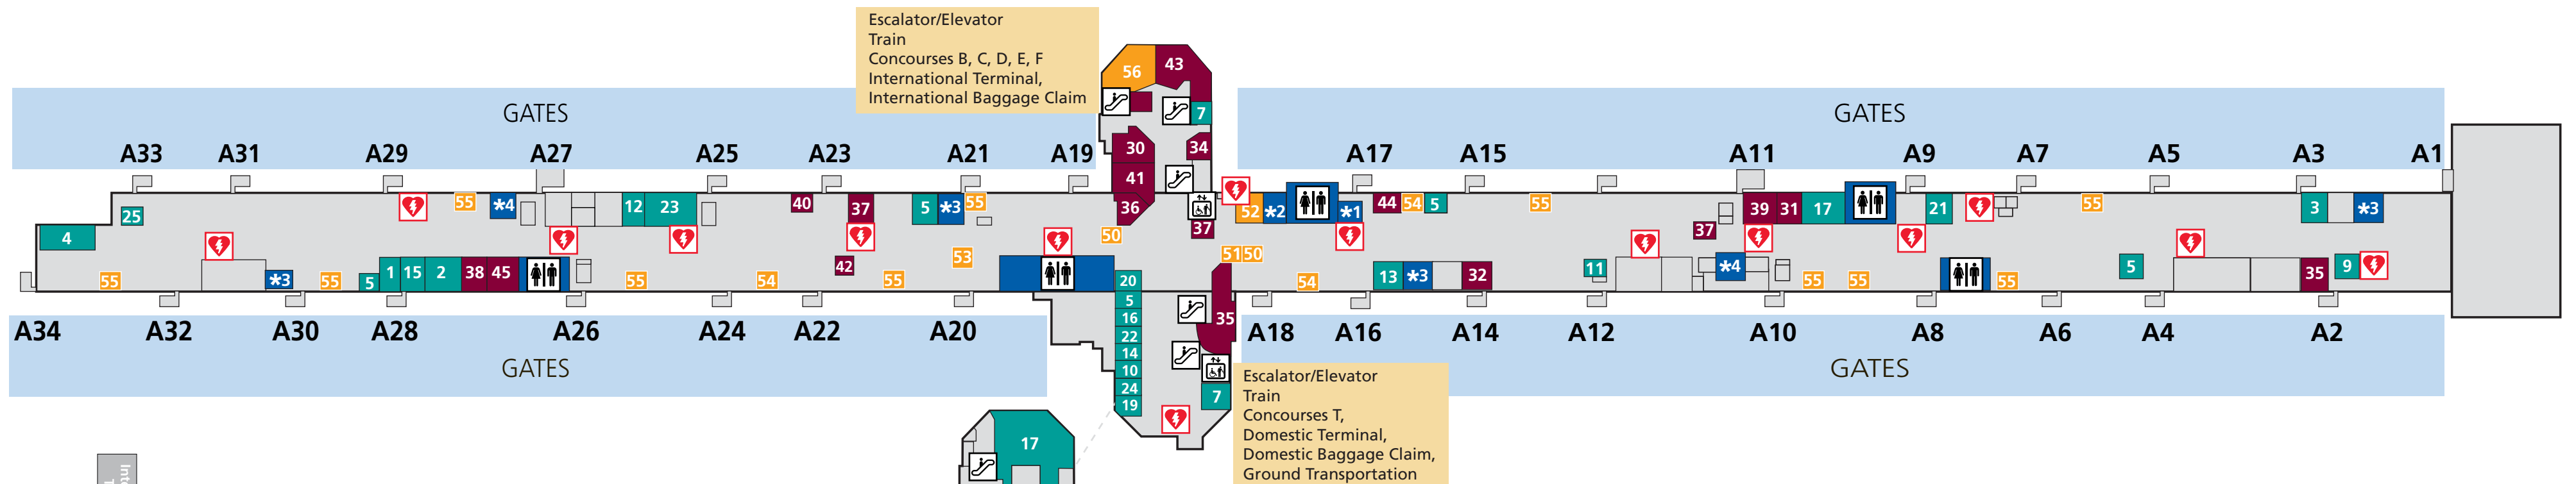 Escalator/Elevator
Train
Concourses B, C, D, E, F
International Terminal,
International Baggage Claim
GATES
GATES
56
43
7
A33
A31
A29
A27
A25
A23
A21
A19
30
34
A17
A15
A11
A9
A7
A5
A3
A1
41
25
55
*4
12
23
40
37
5
*3
55
36
52
*2
*1
44
54
5
55
39
31
17
21
55
3
*3
37
37
4
50
42
53
51
50
55
*3
55
5
1
15
2
38
45
55
54
55
20
54
13
*3
32
11
*4
55
55
55
5
35
9
5
16
35
22
14
10
24
19
7
A34
A32
A30
A28
A26
A24
A22
A20
A18
A16
A14
A12
A10
A8
A6
A4
A2
GATES
GATES
Escalator/Elevator
Train
Concourses T,
Domestic Terminal,
Domestic Baggage Claim,
Ground Transportation
17